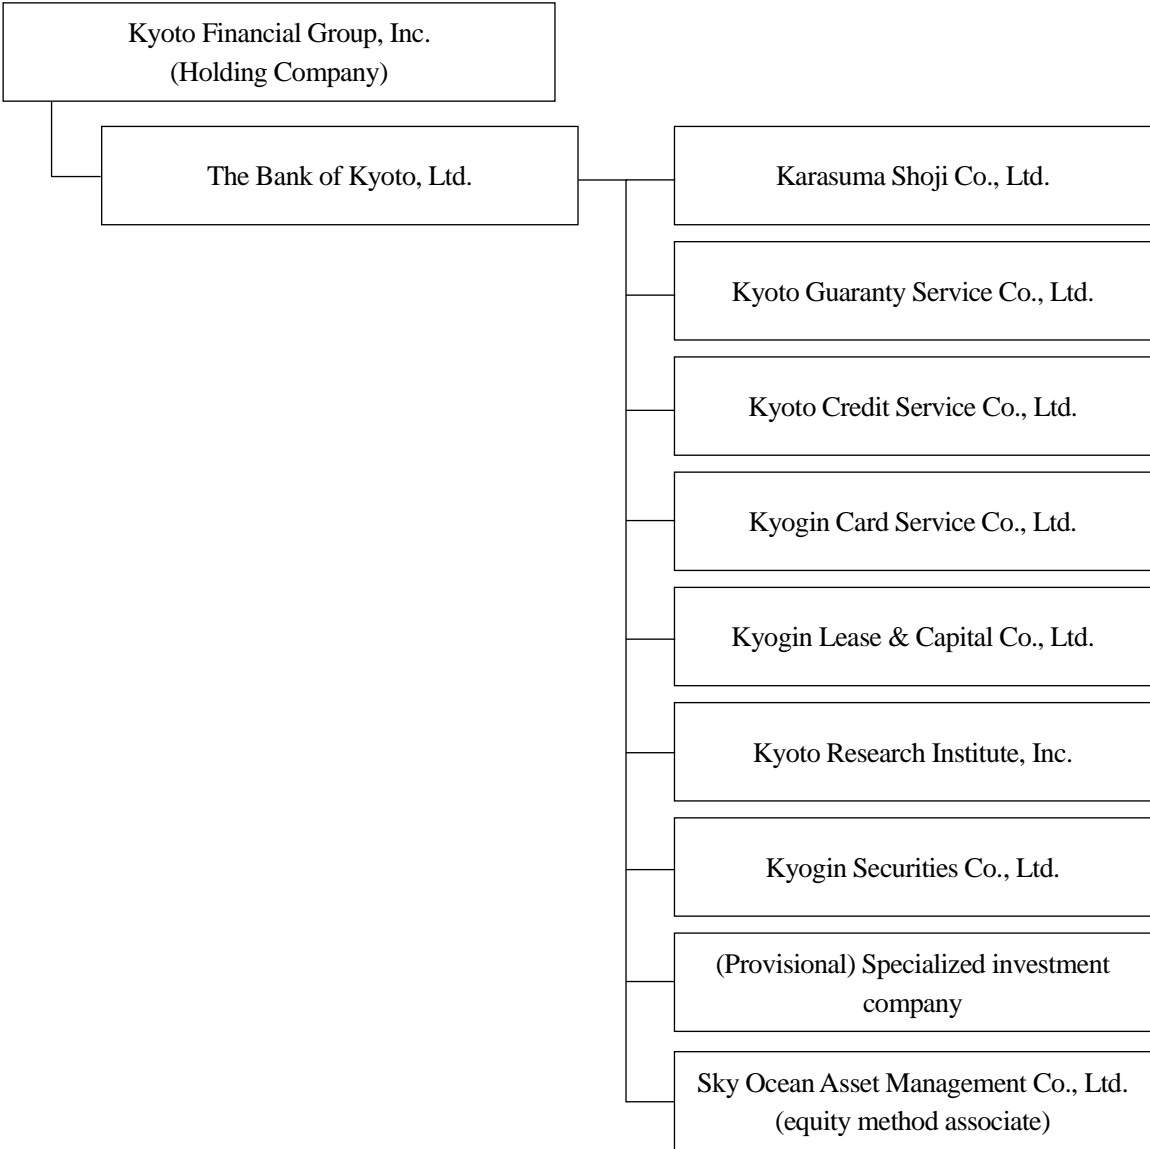 Kyoto Financial Group, Inc.
(Holding Company)
The Bank of Kyoto, Ltd.
Karasuma Shoji Co., Ltd.
Kyoto Guaranty Service Co., Ltd.
Kyoto Credit Service Co., Ltd.
Kyogin Card Service Co., Ltd.
Kyogin Lease & Capital Co., Ltd.
Kyoto Research Institute, Inc.
Kyogin Securities Co., Ltd.
(Provisional) Specialized investment
company
Sky Ocean Asset Management Co., Ltd.
(equity method associate)